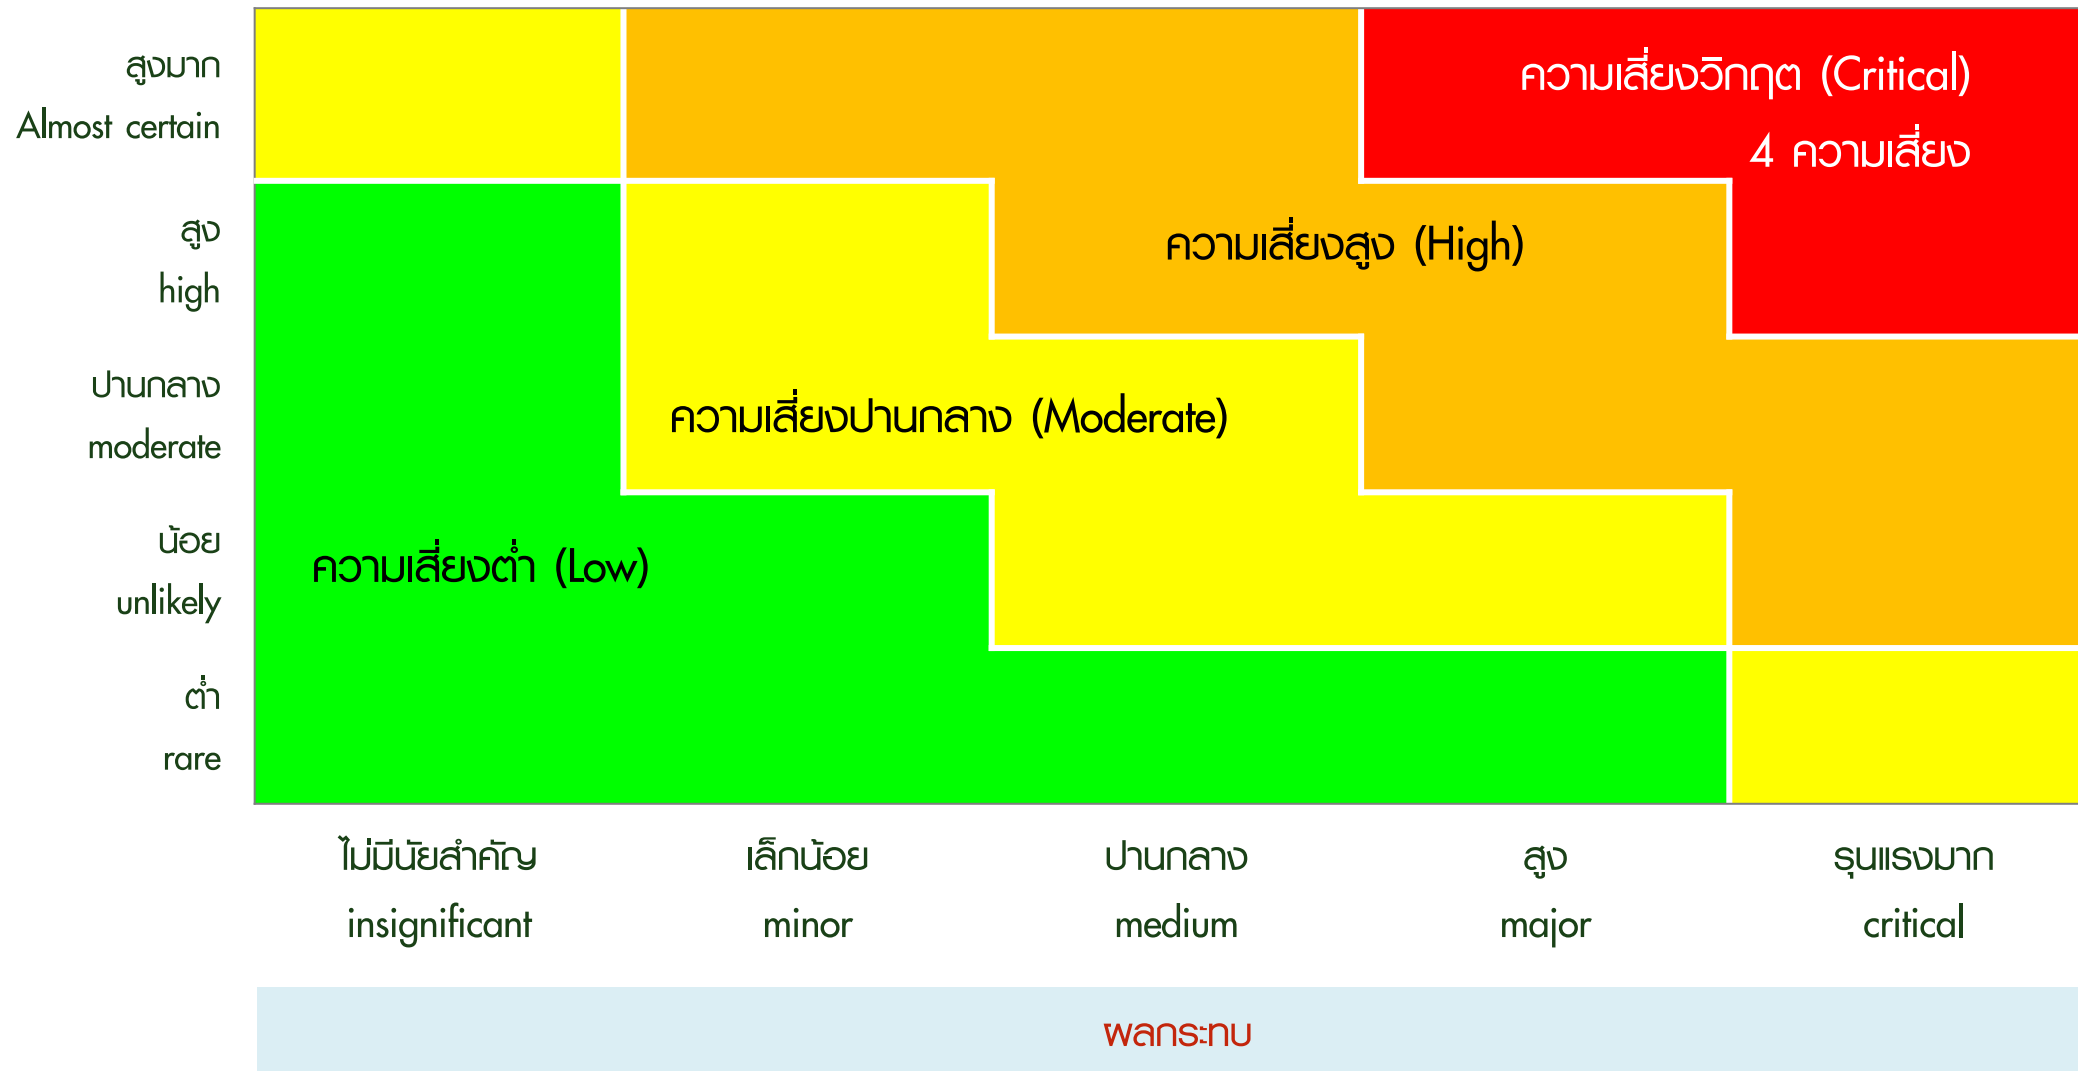 สูงมาก
Almost certain
ความเสี่ยงวิกฤต (Critical)
4 ความเสี่ยง
สูง
high
ความเสี่ยงสูง (High)
ปานกลาง
moderate
ความเสี่ยงปานกลาง (Moderate)
น้อย
unlikely
ความเสี่ยงต่ำ (Low)
ต่ำ
rare
ไม่มีนัยสำคัญ
insignificant
เล็กน้อย
minor
ปานกลาง
medium
สูง
major
รุนแรงมาก
critical
ผลกระทบ